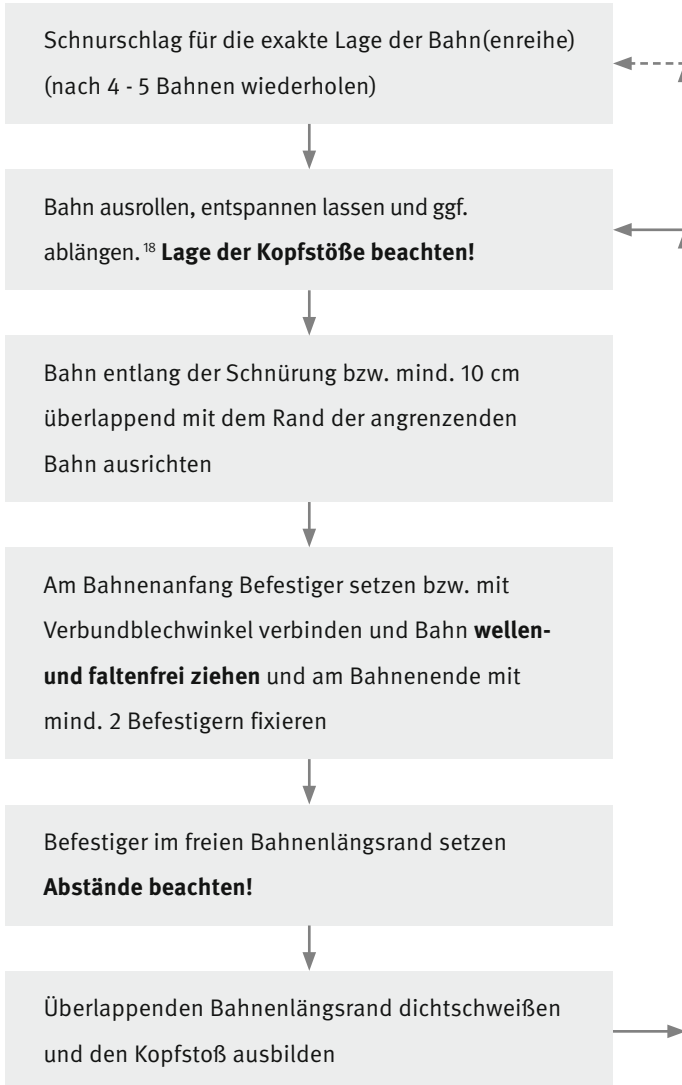 Schnurschlag für die exakte Lage der Bahn(enreihe)
(nach 4 - 5 Bahnen wiederholen)
Bahn ausrollen, entspannen lassen und ggf.
ablängen.¹⁸ Lage der Kopfstöße beachten!
Bahn entlang der Schnürung bzw. mind. 10 cm
überlappend mit dem Rand der angrenzenden
Bahn ausrichten
Am Bahnenanfang Befestiger setzen bzw. mit
Verbundblechwinkel verbinden und Bahn wellen-
und faltenfrei ziehen und am Bahnenende mit
mind. 2 Befestigern fixieren
Befestiger im freien Bahnenlängsrand setzen
Abstände beachten!
Überlappenden Bahnenlängsrand dichtschweißen
und den Kopfstoß ausbilden